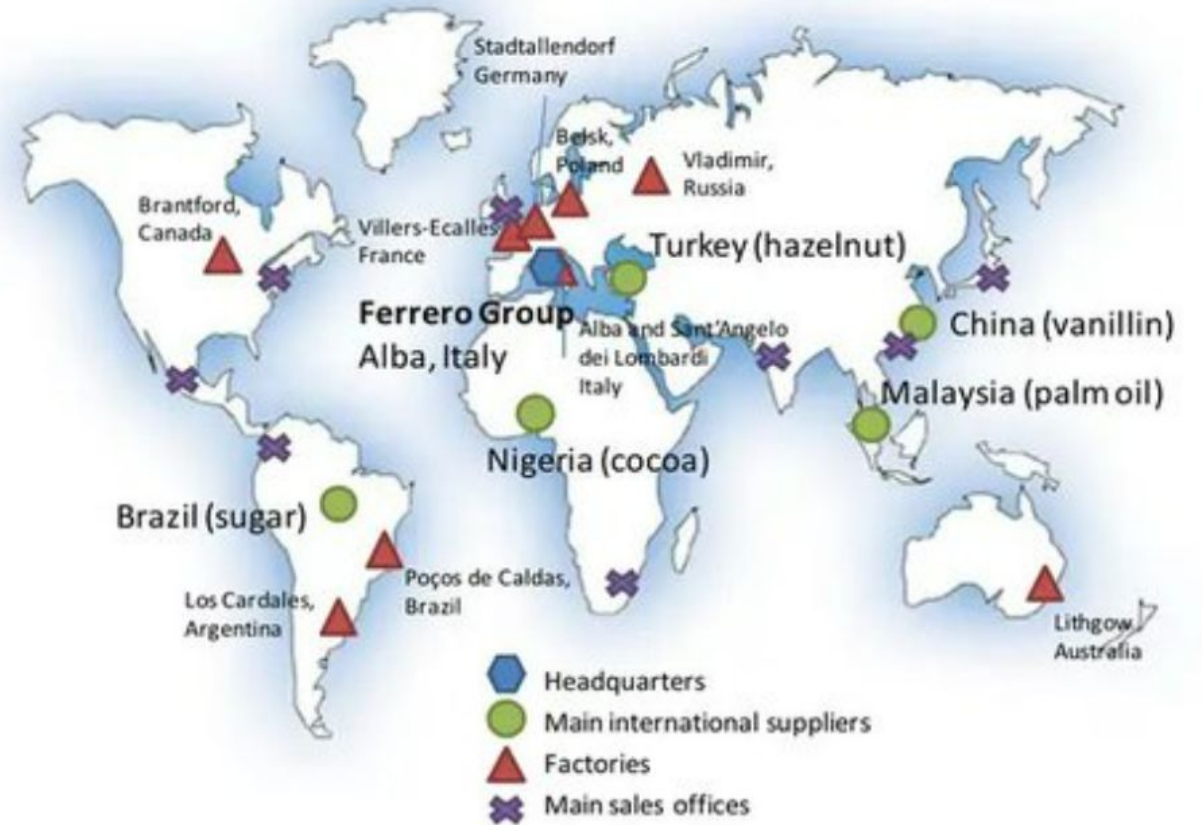 Stadtallendorf
Germany
Belsk,
Poland
Vladimir,
Russia
Brantford,
Canada
Villers-Ecalles
France
Turkey (hazelnut)
Ferrero Group
Alba, Italy
Alba and Sant'Angelo
dei Lombardi
Italy
China (vanillin)
Malaysia (palm oil)
Nigeria (cocoa)
Brazil (sugar)
Poços de Caldas,
Brazil
Los Cardales,
Argentina
Lithgow
Australia
Headquarters
Main international suppliers
Factories
Main sales offices